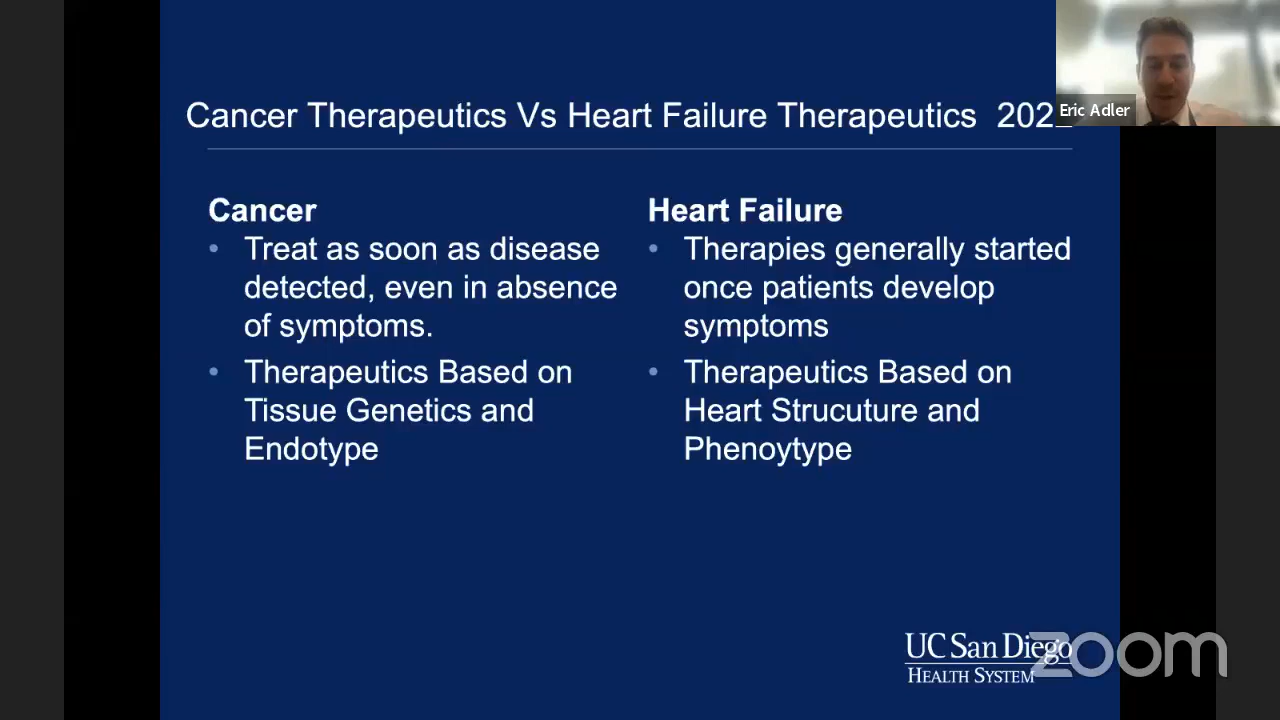 Eric Adler
Cancer Therapeutics Vs Heart Failure Therapeutics
Cancer
Treat as soon as disease
detected, even in absence
of symptoms.
Therapeutics Based on
Tissue Genetics and
Endotype
Heart Failure
Therapies generally started
once patients develop
symptoms
Therapeutics Based on
Heart Strucuture and
Phenoytype
UC San Diego
HEALTH SYSTEM
zoom